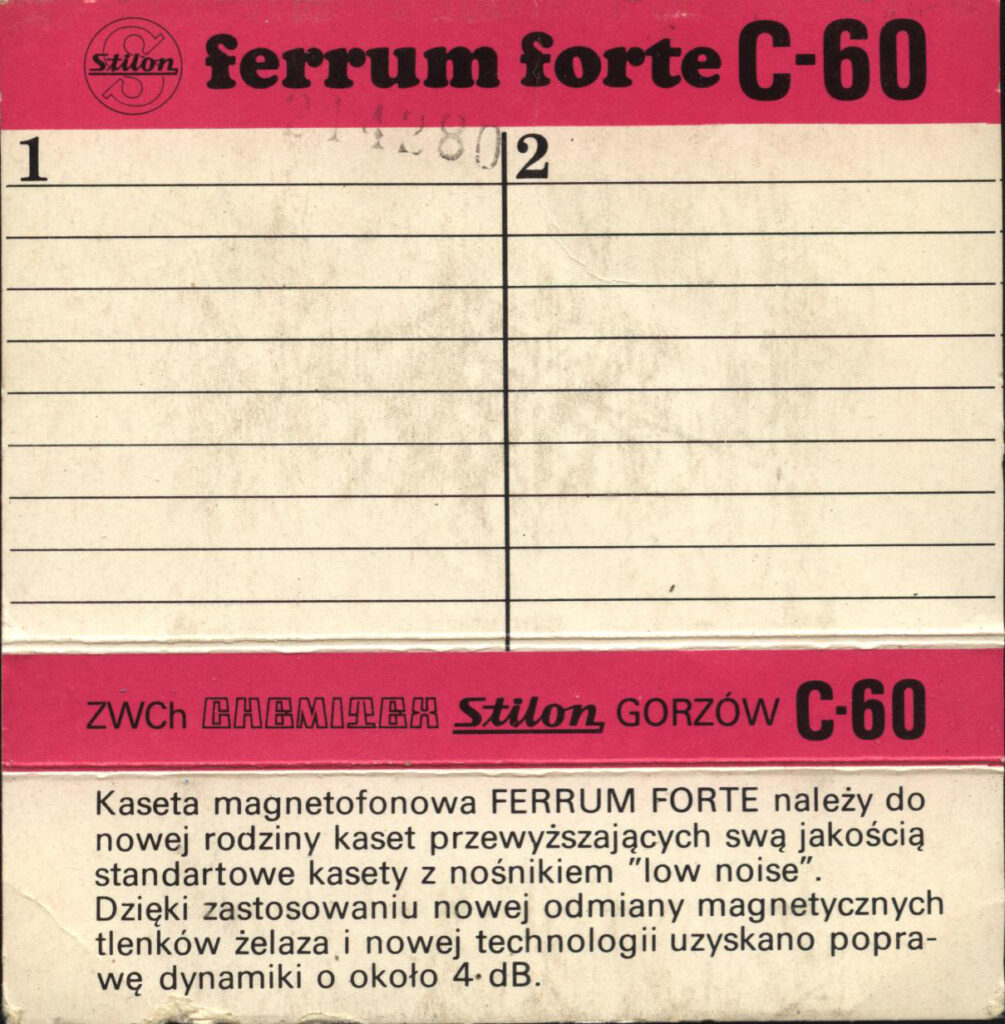 Stilon ferrum forte C-60
214280
1 2
ZWCh CHEMITEX Stilon GORZÓW C-60
Kaseta magnetofonowa FERRUM FORTE należy do
nowej rodziny kaset przewyższających swą jakością
standartowe kasety z nośnikiem "low noise".
Dzięki zastosowaniu nowej odmiany magnetycznych
tlenków żelaza i nowej technologii uzyskano popra-
wę dynamiki o około 4 dB.